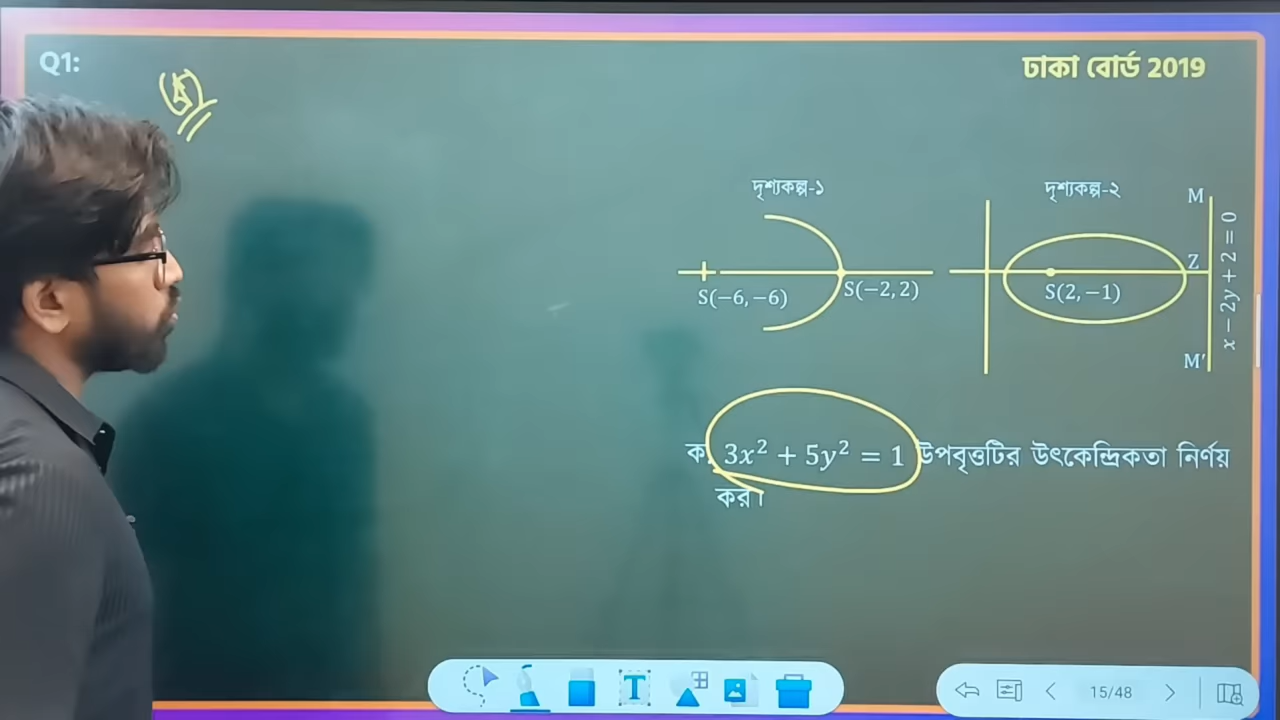 Q1:
ঢাকা বোর্ড 2019
ক
দৃশ্যকল্প-১
S(−6, −6)
S(−2, 2)
দৃশ্যকল্প-২
M
Z
S(2, −1)
M′
x − 2y + 2 = 0
ক. 3x² + 5y² = 1 উপবৃত্তটির উৎকেন্দ্রিকতা নির্ণয়
কর।
T
15/48